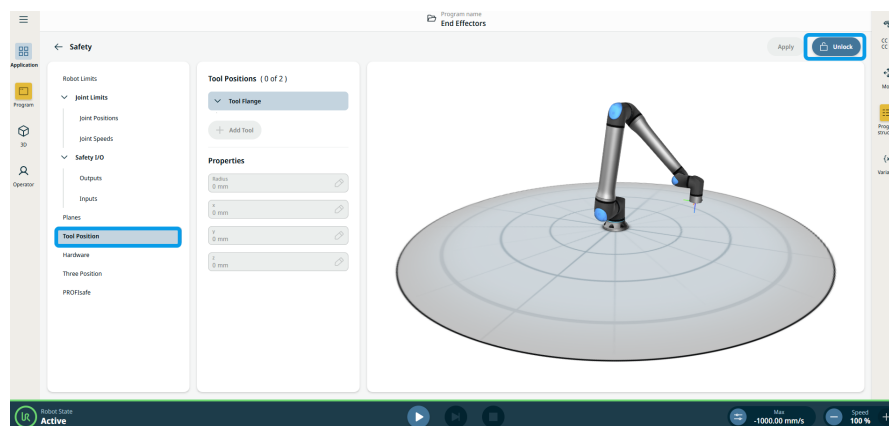 Program name
End Effectors
Safety
Apply
Unlock
Application
Program
3D
Operator
Robot Limits
Joint Limits
Joint Positions
Joint Speeds
Safety I/O
Outputs
Inputs
Planes
Tool Position
Hardware
Three Position
PROFIsafe
Tool Positions ( 0 of 2 )
Tool Flange
+ Add Tool
Properties
Radius
0 mm
X
0 mm
Y
0 mm
Z
0 mm
Robot State
Active
Max
-1000.00 mm/s
Speed
100 %